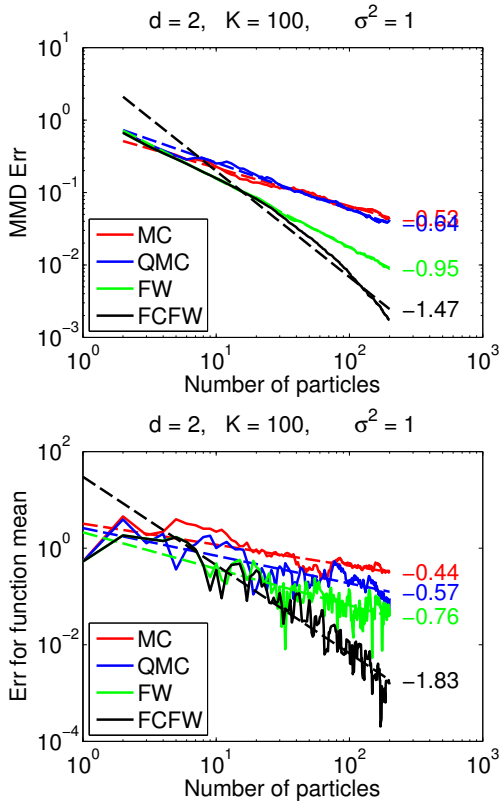 d = 2, K = 100, σ² = 1
MMD Err
10¹
10⁰
10⁻¹
10⁻²
10⁻³
MC
QMC
FW
FCFW
−0.52
−0.64
−0.95
−1.47
10⁰ 10¹ 10² 10³
Number of particles
d = 2, K = 100, σ² = 1
Err for function mean
10²
10⁰
10⁻²
10⁻⁴
MC
QMC
FW
FCFW
−0.44
−0.57
−0.76
−1.83
10⁰ 10¹ 10² 10³
Number of particles